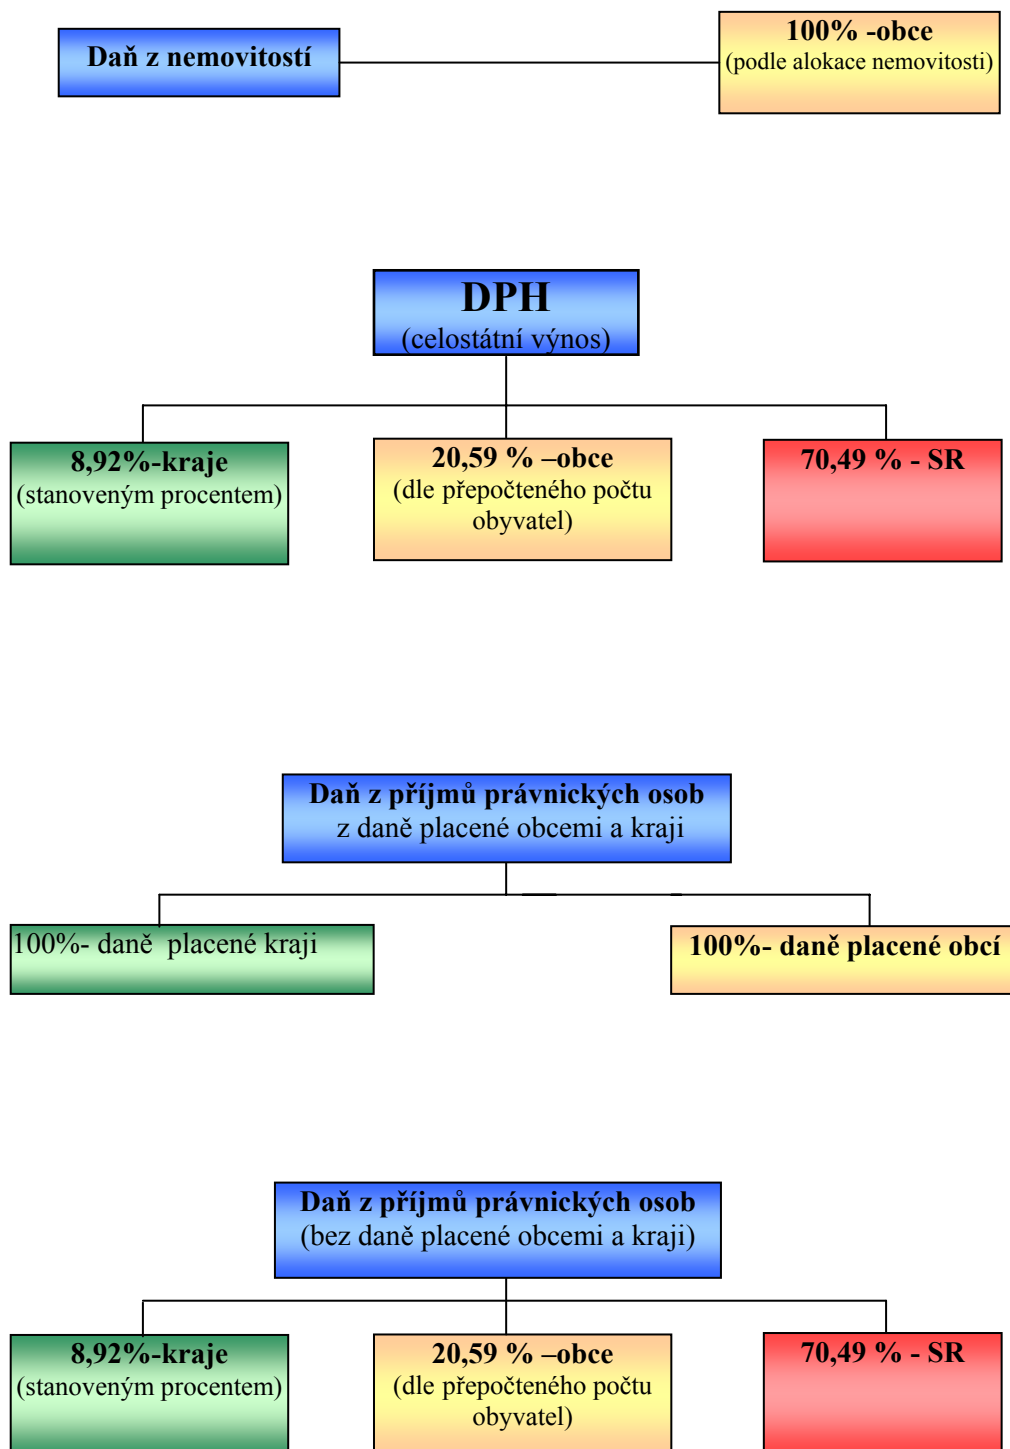 Daň z nemovitostí
100% -obce
(podle alokace nemovitosti)
DPH
(celostátní výnos)
8,92%-kraje
(stanoveným procentem)
20,59 % –obce
(dle přepočteného počtu
obyvatel)
70,49 % - SR
Daň z příjmů právnických osob
z daně placené obcemi a kraji
100%- daně  placené kraji
100%- daně placené obcí
Daň z příjmů právnických osob
(bez daně placené obcemi a kraji)
8,92%-kraje
(stanoveným procentem)
20,59 % –obce
(dle přepočteného počtu
obyvatel)
70,49 % - SR